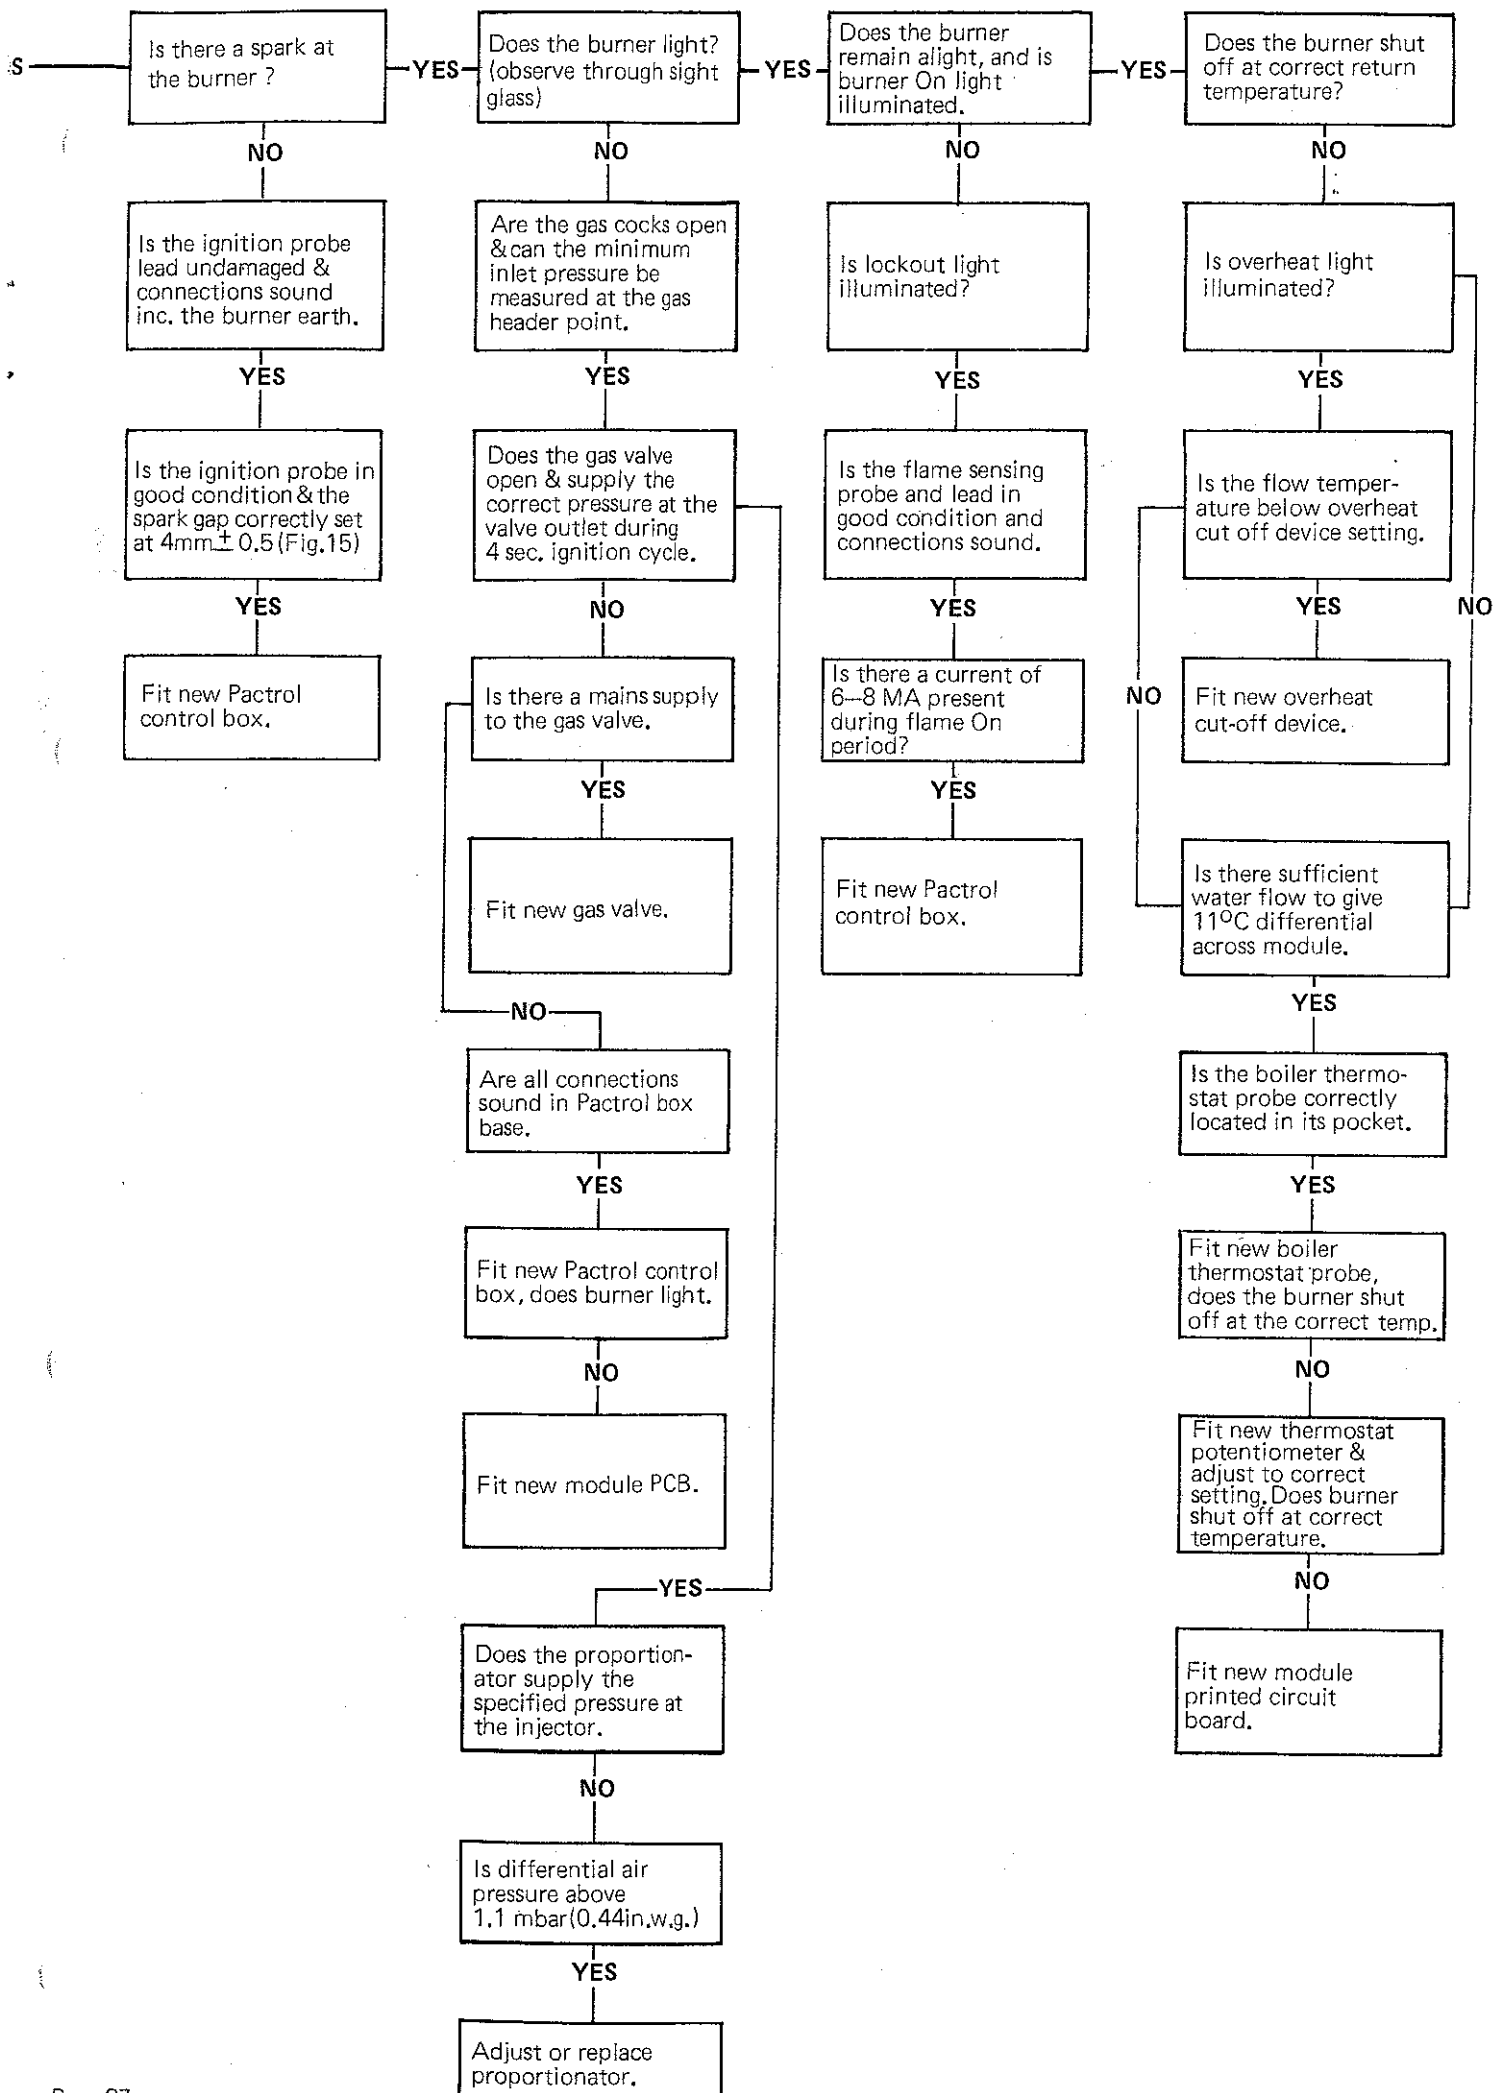 S
Is there a spark at
the burner ?
YES
Does the burner light?
(observe through sight
glass)
YES
Does the burner
remain alight, and is
burner On light
illuminated.
YES
Does the burner shut
off at correct return
temperature?
NO
NO
NO
NO
Is the ignition probe
lead undamaged &
connections sound
inc. the burner earth.
Are the gas cocks open
& can the minimum
inlet pressure be
measured at the gas
header point.
Is lockout light
illuminated?
Is overheat light
illuminated?
YES
YES
YES
YES
Is the ignition probe in
good condition & the
spark gap correctly set
at 4mm ± 0.5 (Fig.15)
Does the gas valve
open & supply the
correct pressure at the
valve outlet during
4 sec. ignition cycle.
Is the flame sensing
probe and lead in
good condition and
connections sound.
Is the flow temper-
ature below overheat
cut off device setting.
YES
NO
YES
YES
NO
Fit new Pactrol
control box.
Is there a mains supply
to the gas valve.
Is there a current of
6—8 MA present
during flame On
period?
NO
Fit new overheat
cut-off device.
YES
YES
Fit new gas valve.
Fit new Pactrol
control box.
Is there sufficient
water flow to give
11°C differential
across module.
NO
YES
Are all connections
sound in Pactrol box
base.
Is the boiler thermo-
stat probe correctly
located in its pocket.
YES
YES
Fit new Pactrol control
box, does burner light.
Fit new boiler
thermostat probe,
does the burner shut
off at the correct temp.
NO
NO
Fit new module PCB.
Fit new thermostat
potentiometer &
adjust to correct
setting. Does burner
shut off at correct
temperature.
YES
NO
Does the proportion-
ator supply the
specified pressure at
the injector.
Fit new module
printed circuit
board.
NO
Is differential air
pressure above
1.1 mbar (0.44in.w.g.)
YES
Adjust or replace
proportionator.